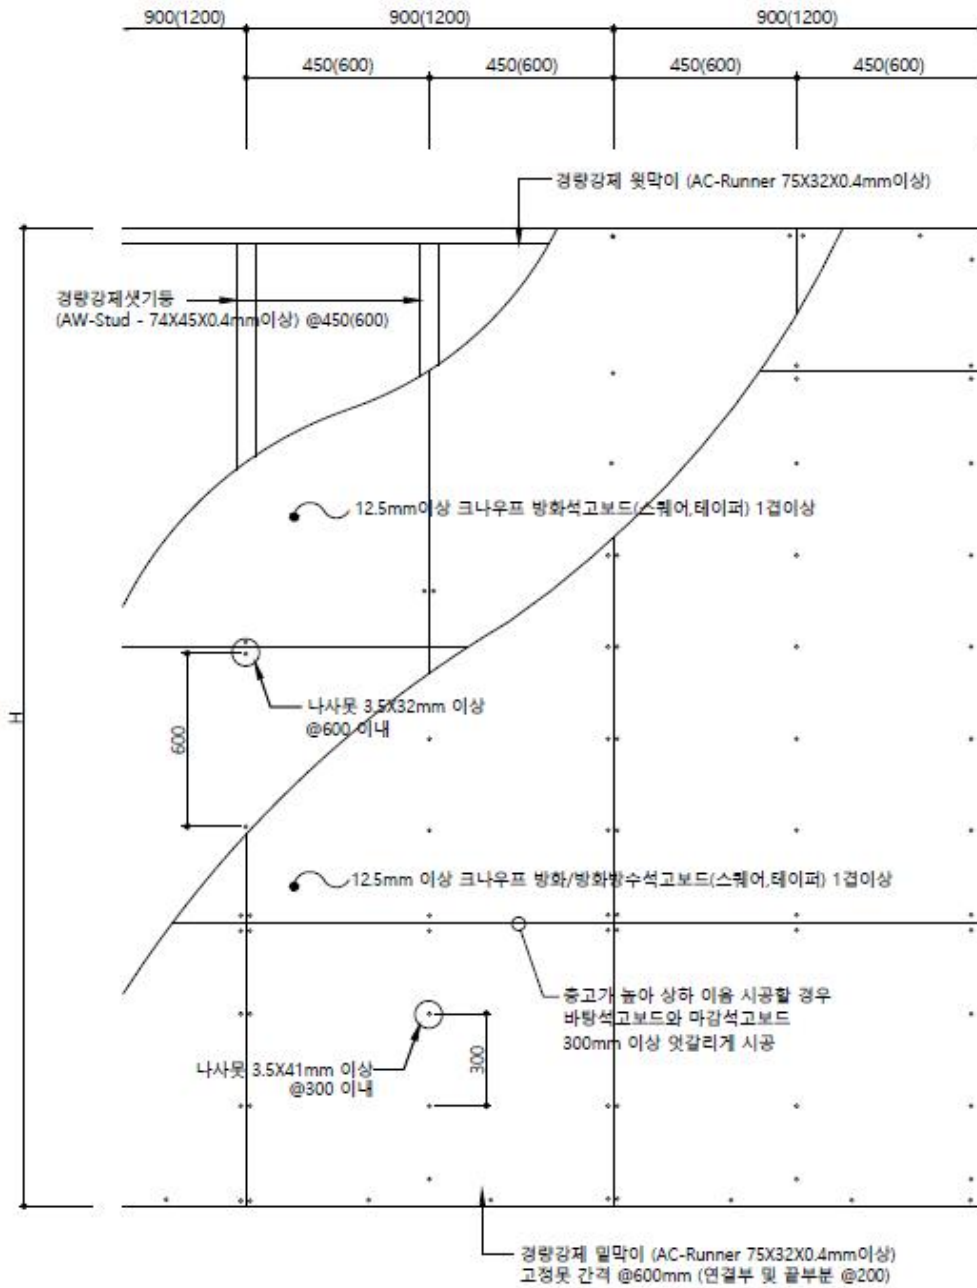 900(1200)
900(1200)
900(1200)
450(600)
450(600)
450(600)
450(600)
경량강제 윗막이 (AC-Runner 75X32X0.4mm이상)
경량강제샛기둥
(AW-Stud - 74X45X0.4mm이상) @450(600)
12.5mm이상 크나우프 방화석고보드(스퀘어,테이퍼) 1겹이상
나사못 3.5X32mm 이상
@600 이내
600
H
12.5mm 이상 크나우프 방화/방화방수석고보드(스퀘어,테이퍼) 1겹이상
층고가 높아 상하 이음 시공할 경우
바탕석고보드와 마감석고보드
300mm 이상 엇갈리게 시공
나사못 3.5X41mm 이상
@300 이내
300
경량강제 밑막이 (AC-Runner 75X32X0.4mm이상)
고정못 간격 @600mm (연결부 및 끝부분 @200)